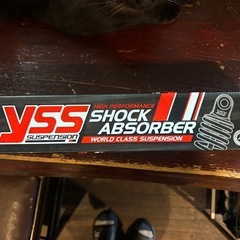 HIGH PERFORMANCE
YSS SHOCK
SUSPENSION ABSORBER
WORLD CLASS SUSPENSION